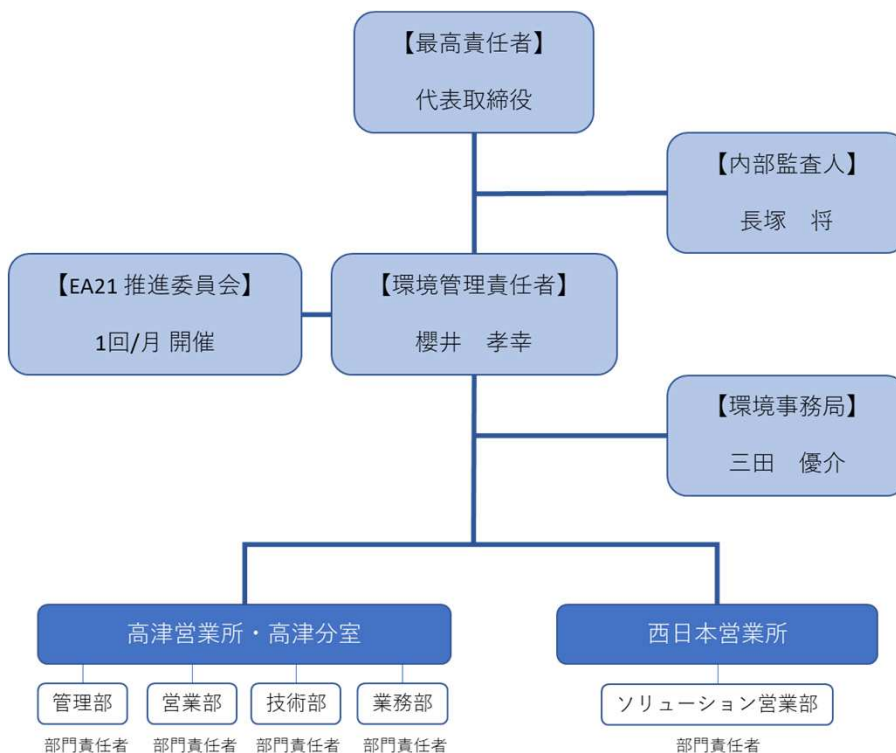 【最高責任者】
代表取締役
【内部監査人】
長塚　将
【EA21 推進委員会】
1回/月 開催
【環境管理責任者】
櫻井　孝幸
【環境事務局】
三田　優介
高津営業所・高津分室
西日本営業所
管理部
営業部
技術部
業務部
ソリューション営業部
部門責任者
部門責任者
部門責任者
部門責任者
部門責任者